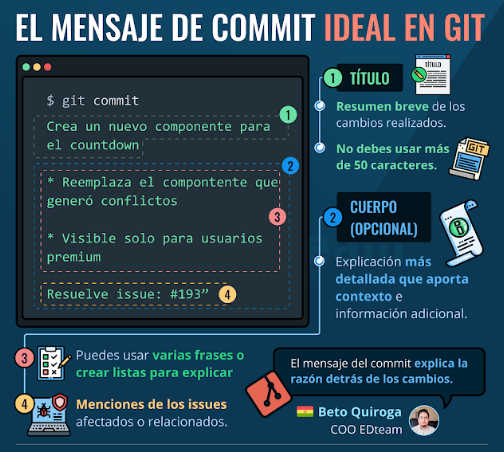 EL MENSAJE DE COMMIT IDEAL EN GIT
$ git commit
1
Crea un nuevo componente para
el countdown
2
* Reemplaza el compontente que
generó conflictos
3
* Visible solo para usuarios
premium
Resuelve issue: #193”
4
1
TÍTULO
TÍTULO
Resumen breve de los
cambios realizados.
No debes usar más
de 50 caracteres.
GIT
2
CUERPO
(OPCIONAL)
Explicación más
detallada que aporta
contexto e
información adicional.
3
Puedes usar varias frases o
crear listas para explicar
4
Menciones de los issues
afectados o relacionados.
El mensaje del commit explica la
razón detrás de los cambios.
Beto Quiroga
COO EDteam